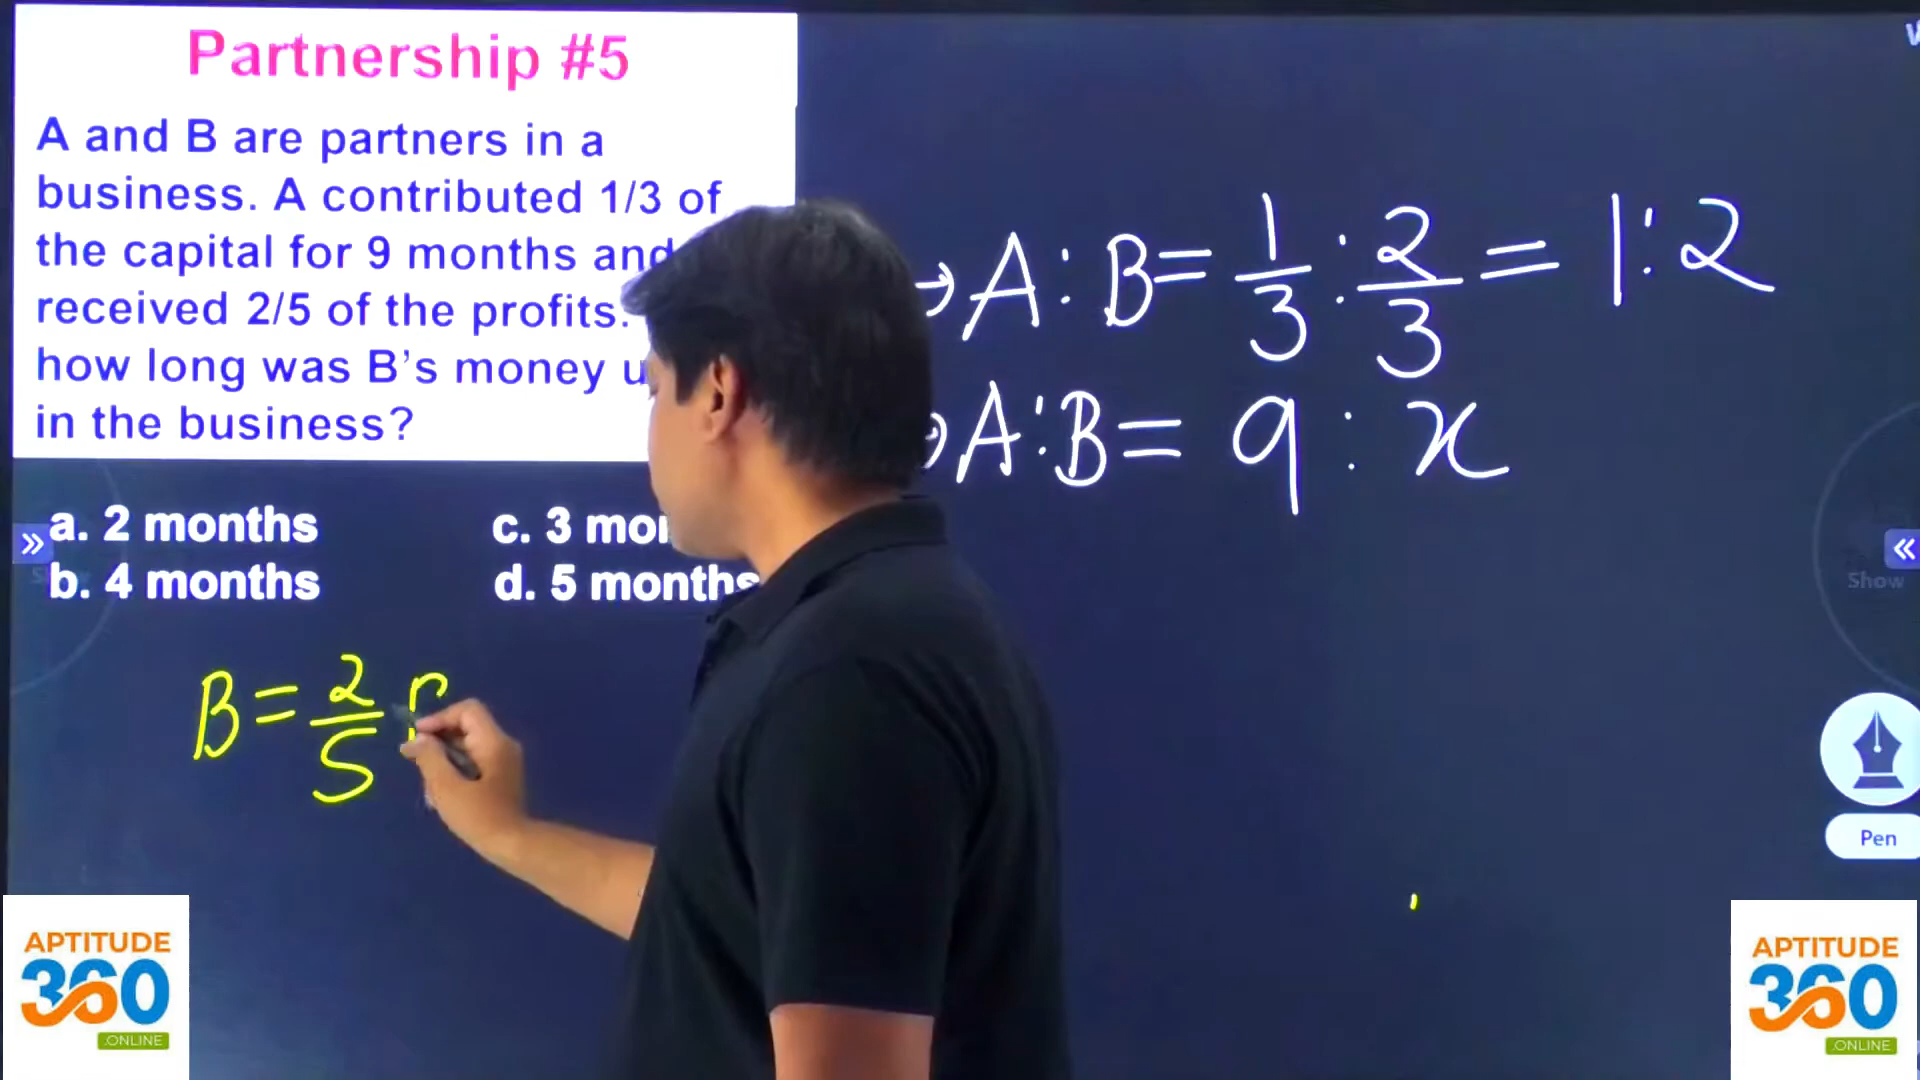 Partnership #5
A and B are partners in a
business. A contributed 1/3 of
the capital for 9 months and
received 2/5 of the profits.
how long was B's money
in the business?
a. 2 months
c. 3
b. 4 months
d. 5 months
→ A : B = 1/3 : 2/3 = 1 : 2
A : B = 9 : x
B = 2/5
Show
Pen
APTITUDE
360
.ONLINE
APTITUDE
360
.ONLINE